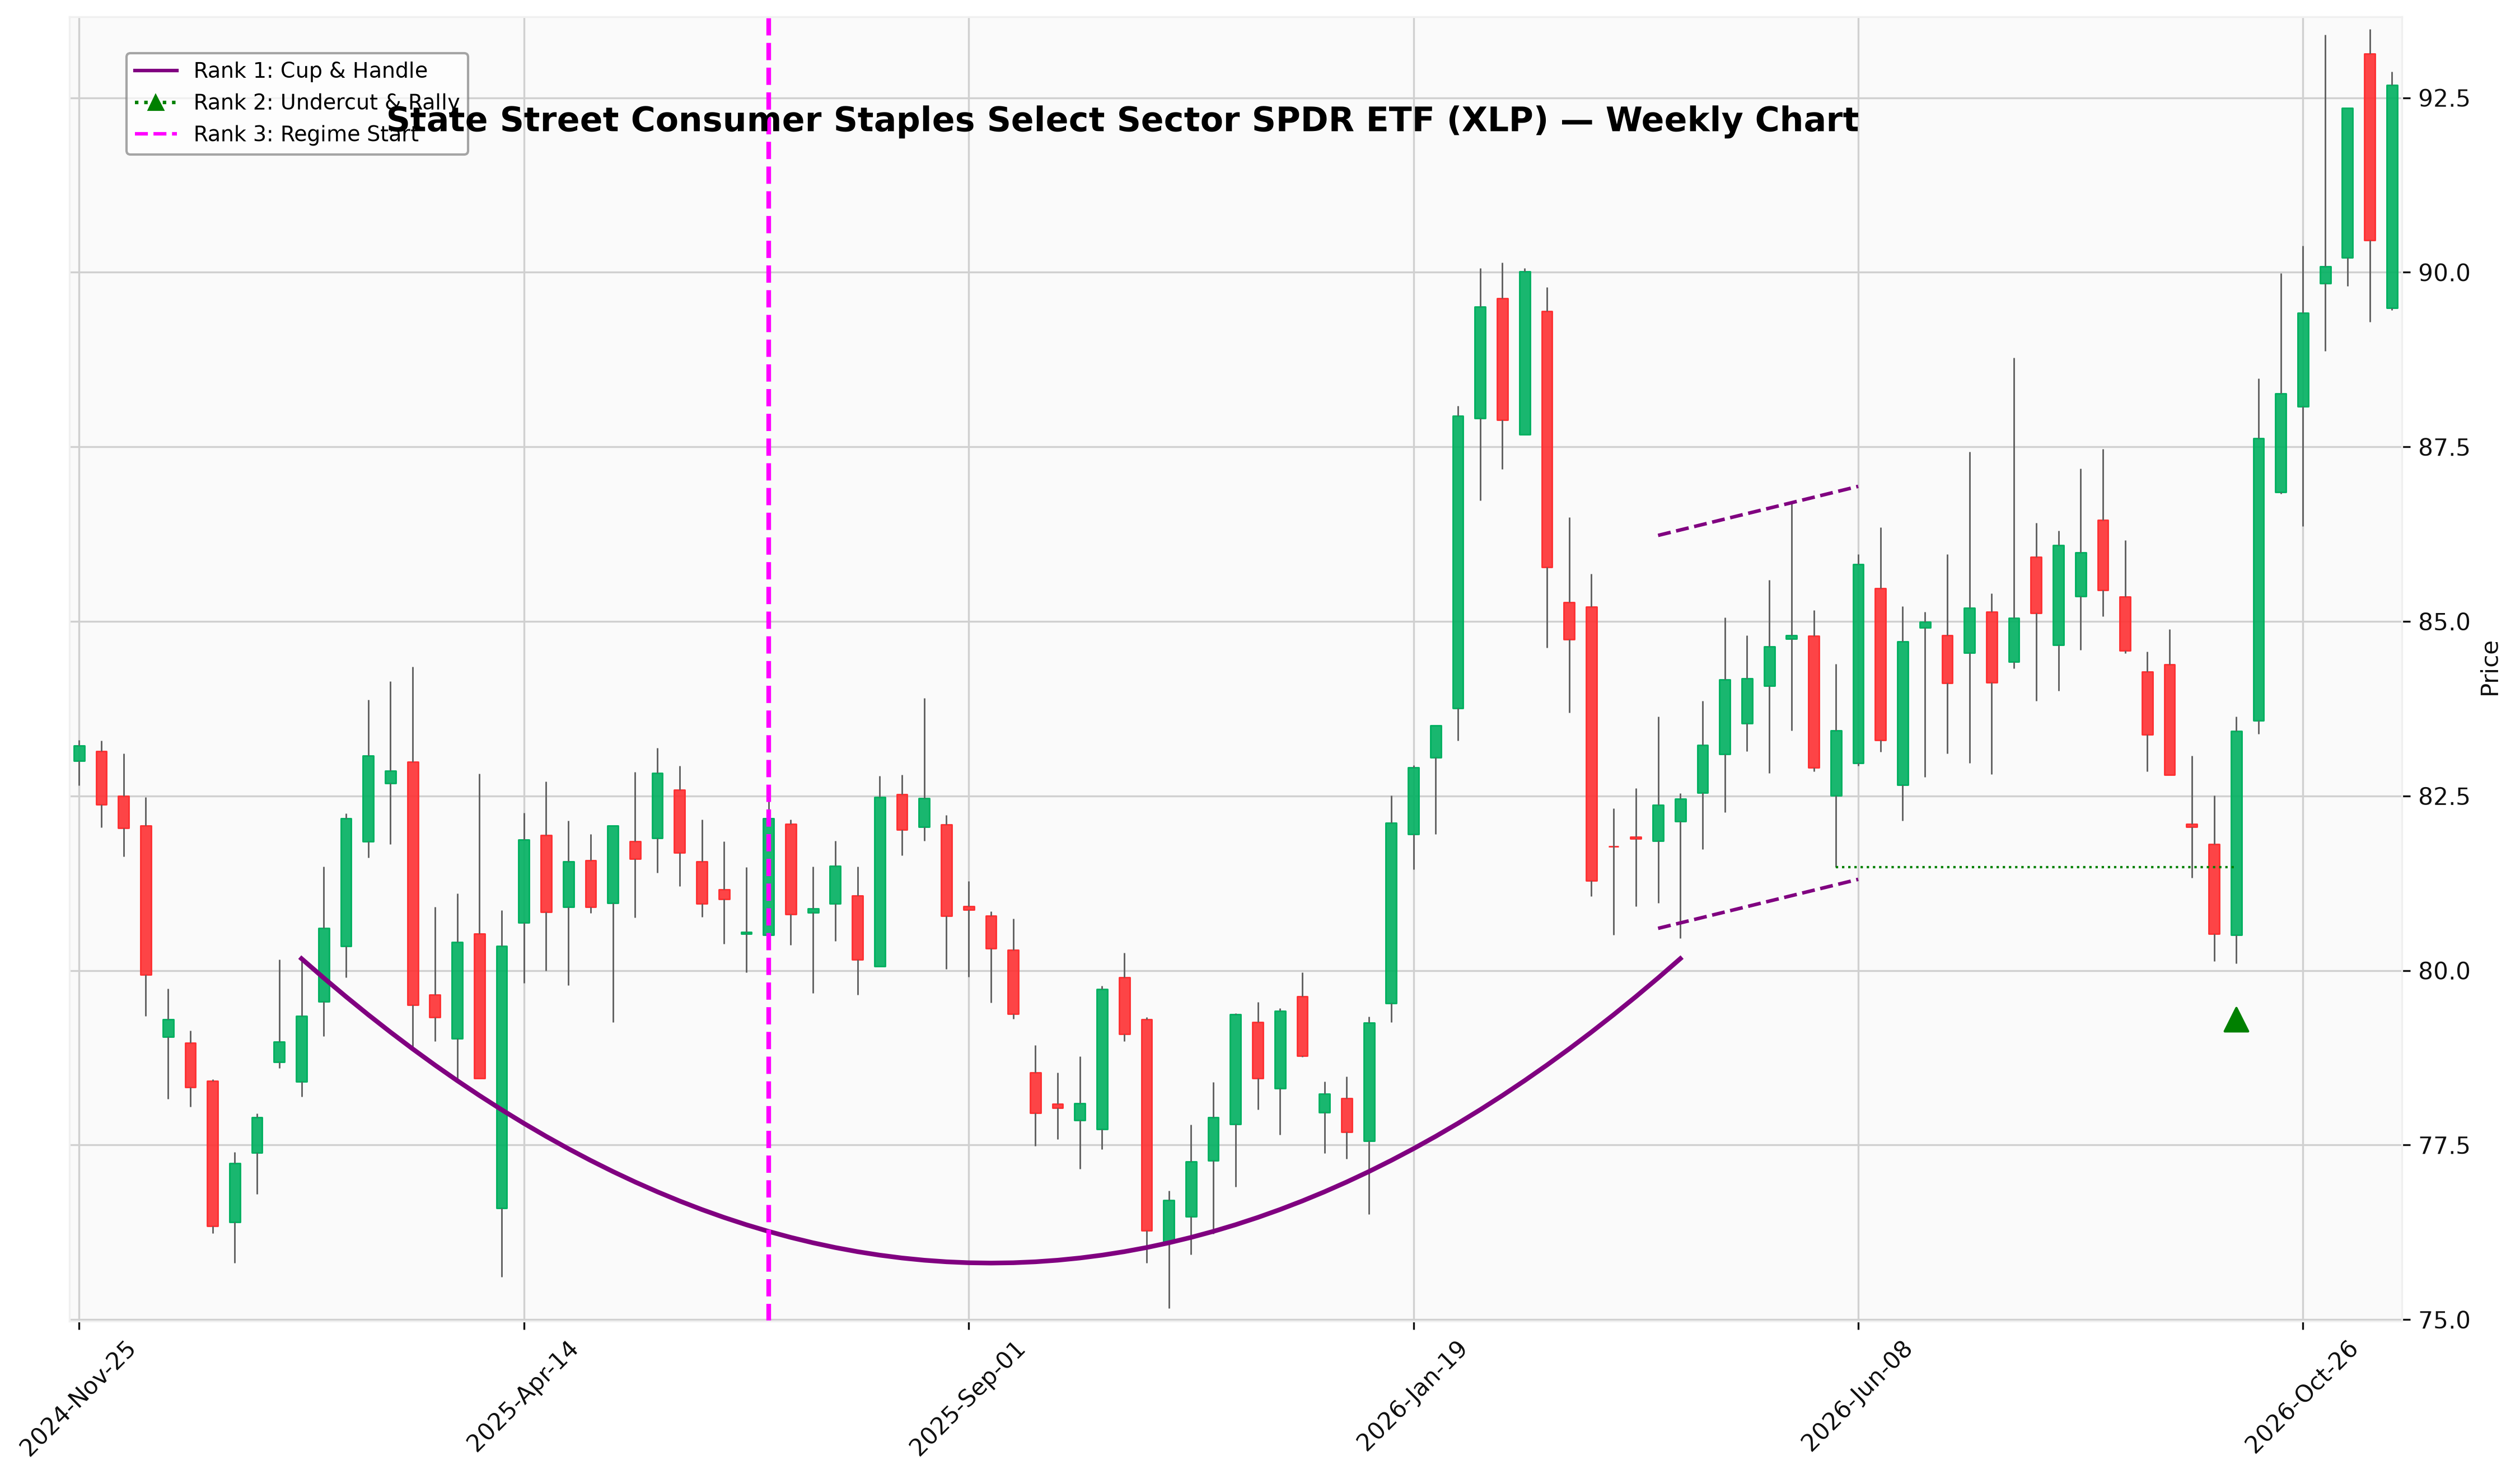 Rank 1: Cup & Handle
Rank 2: Undercut & Rally
Rank 3: Regime Start
State Street Consumer Staples Select Sector SPDR ETF (XLP) — Weekly Chart
92.5
90.0
87.5
85.0
82.5
80.0
77.5
75.0
Price
2024-Nov-25
2025-Apr-14
2025-Sep-01
2026-Jan-19
2026-Jun-08
2026-Oct-26